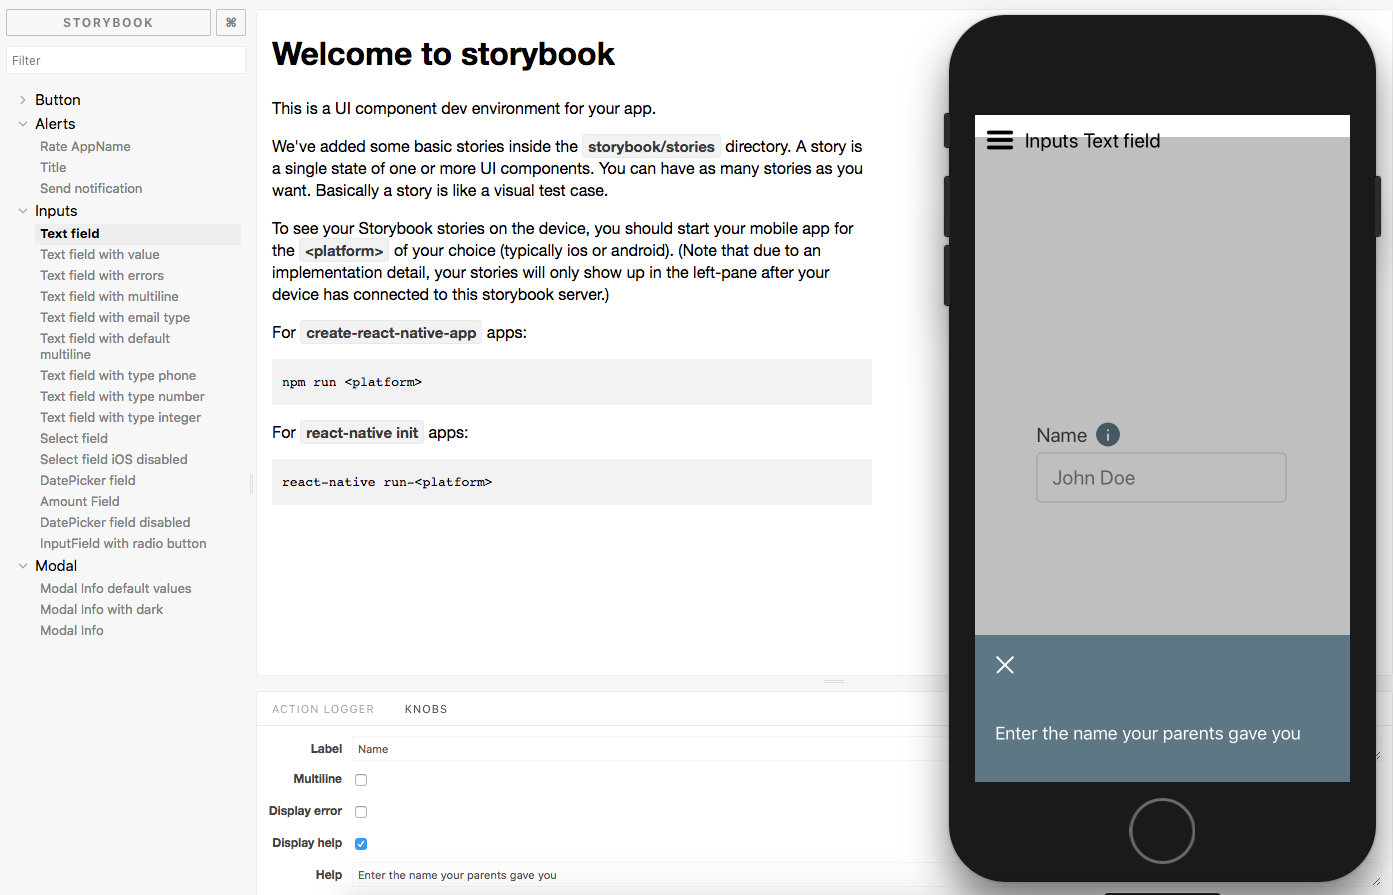 STORYBOOK
⌘
Filter
Button
Alerts
Rate AppName
Title
Send notification
Inputs
Text field
Text field with value
Text field with errors
Text field with multiline
Text field with email type
Text field with default
multiline
Text field with type phone
Text field with type number
Text field with type integer
Select field
Select field iOS disabled
DatePicker field
Amount Field
DatePicker field disabled
InputField with radio button
Modal
Modal Info default values
Modal Info with dark
Modal Info
Welcome to storybook
This is a UI component dev environment for your app.
We've added some basic stories inside the storybook/stories directory. A story is
a single state of one or more UI components. You can have as many stories as you
want. Basically a story is like a visual test case.
To see your Storybook stories on the device, you should start your mobile app for
the <platform> of your choice (typically ios or android). (Note that due to an
implementation detail, your stories will only show up in the left-pane after your
device has connected to this storybook server.)
For create-react-native-app apps:
npm run <platform>
For react-native init apps:
react-native run-<platform>
ACTION LOGGER KNOBS
Label Name
Multiline
Display error
Display help
Help Enter the name your parents gave you
Inputs Text field
Name i
John Doe
Enter the name your parents gave you